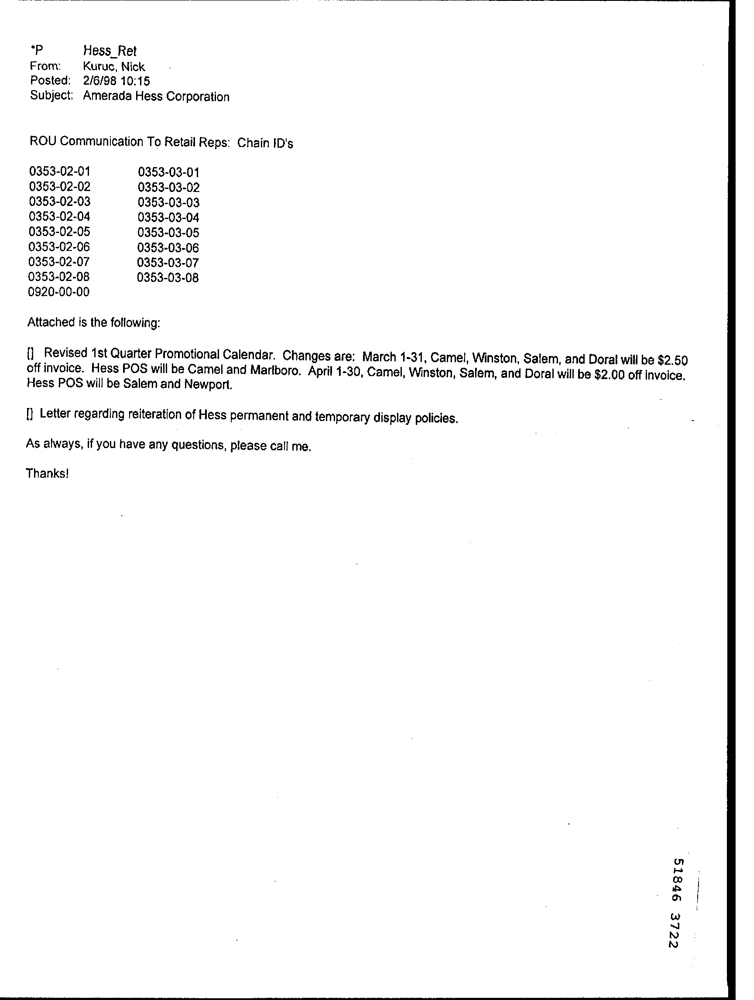 *P Hess_Ret
From: Kuruc, Nick
Posted: 2/6/98 10:15
Subject: Amerada Hess Corporation
ROU Communication To Retail Reps: Chain ID's
0353-02-01 0353-03-01
0353-02-02 0353-03-02
0353-02-03 0353-03-03
0353-02-04 0353-03-04
0353-02-05 0353-03-05
0353-02-06 0353-03-06
0353-02-07 0353-03-07
0353-02-08 0353-03-08
0920-00-00
Attached is the following:
[] Revised 1st Quarter Promotional Calendar. Changes are: March 1-31, Camel, Winston, Salem, and Doral will be $2.50
off invoice. Hess POS will be Camel and Marlboro. April 1-30, Camel, Winston, Salem, and Doral will be $2.00 off invoice.
Hess POS will be Salem and Newport.
[] Letter regarding reiteration of Hess permanent and temporary display policies.
As always, if you have any questions, please call me.
Thanks!
51846 3722